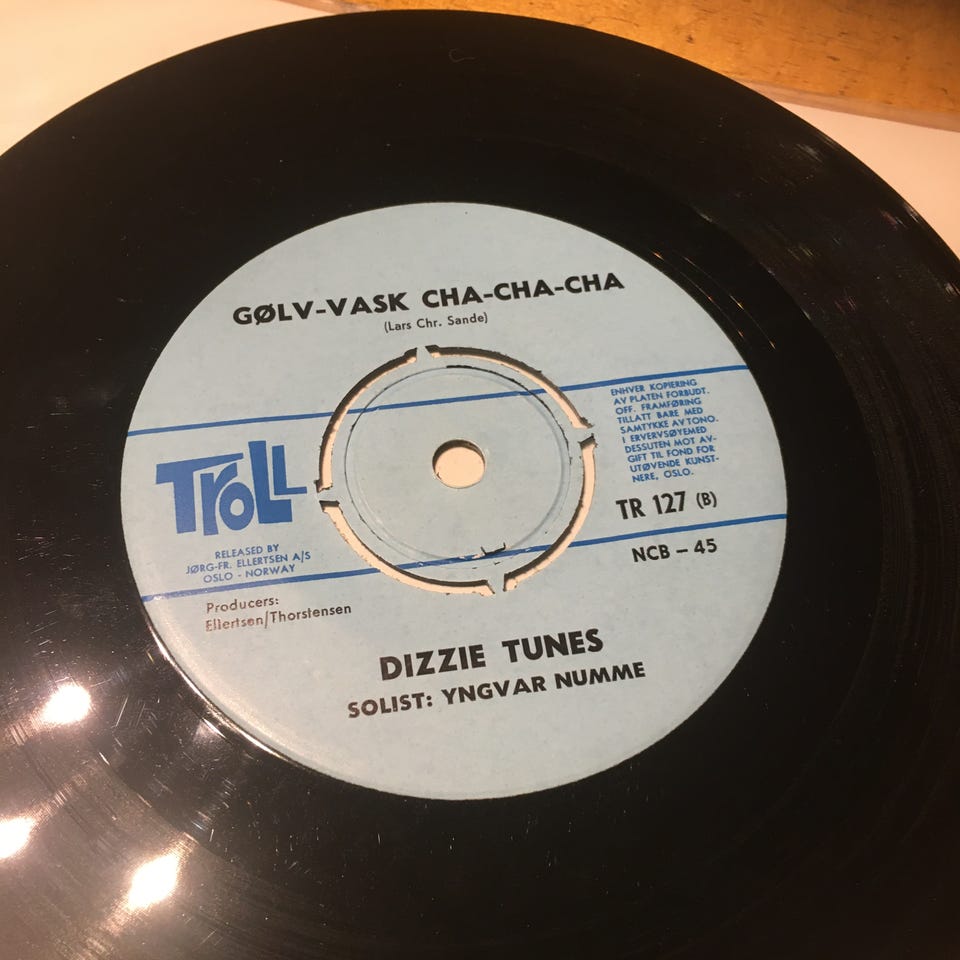 GØLV-VASK CHA-CHA-CHA
(Lars Chr. Sande)
TROLL
RELEASED BY
JØRG-FR. ELLERTSEN A/S
OSLO - NORWAY
Producers:
Ellertsen/Thorstensen
ENHVER KOPIERING
AV PLATEN FORBUDT.
OFF. FRAMFØRING
TILLATT BARE MED
SAMTYKKE AV TONO.
I ERVERVSØYEMED
DESSUTEN MOT AV-
GIFT TIL FOND FOR
UTØVENDE KUNST-
NERE, OSLO.
TR 127 (B)
NCB - 45
DIZZIE TUNES
SOLIST: YNGVAR NUMME